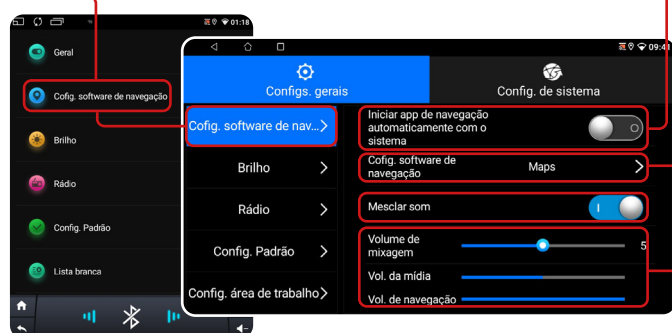 01:18
Geral
Cofig. software de navegação
Brilho
Rádio
Config. Padrão
Lista branca
09:41
Configs. gerais
Config. de sistema
Cofig. software de nav...
Brilho
Rádio
Config. Padrão
Config. área de trabalho
Iniciar app de navegação
automaticamente com o
sistema
Cofig. software de
navegação
Maps
Mesclar som
Volume de
mixagem
5
Vol. da mídia
Vol. de navegação